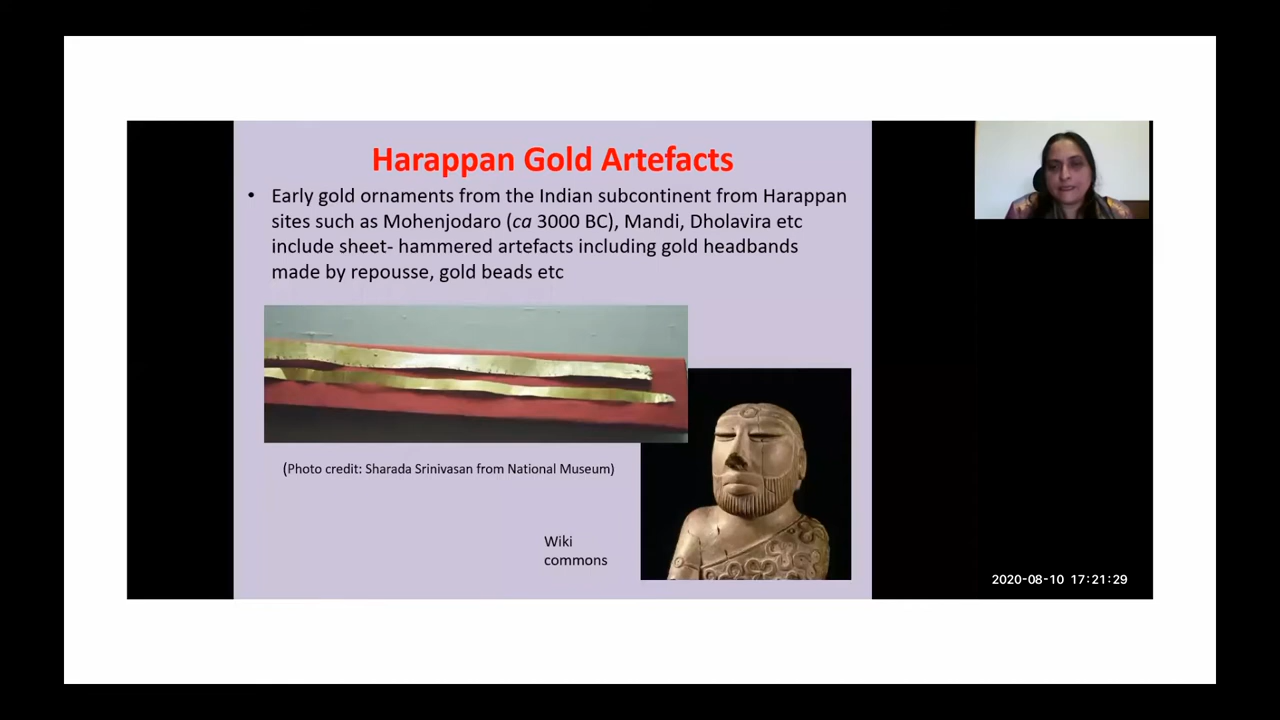 Harappan Gold Artefacts
• Early gold ornaments from the Indian subcontinent from Harappan
sites such as Mohenjodaro (ca 3000 BC), Mandi, Dholavira etc
include sheet- hammered artefacts including gold headbands
made by repousse, gold beads etc
(Photo credit: Sharada Srinivasan from National Museum)
Wiki
commons
2020-08-10 17:21:29